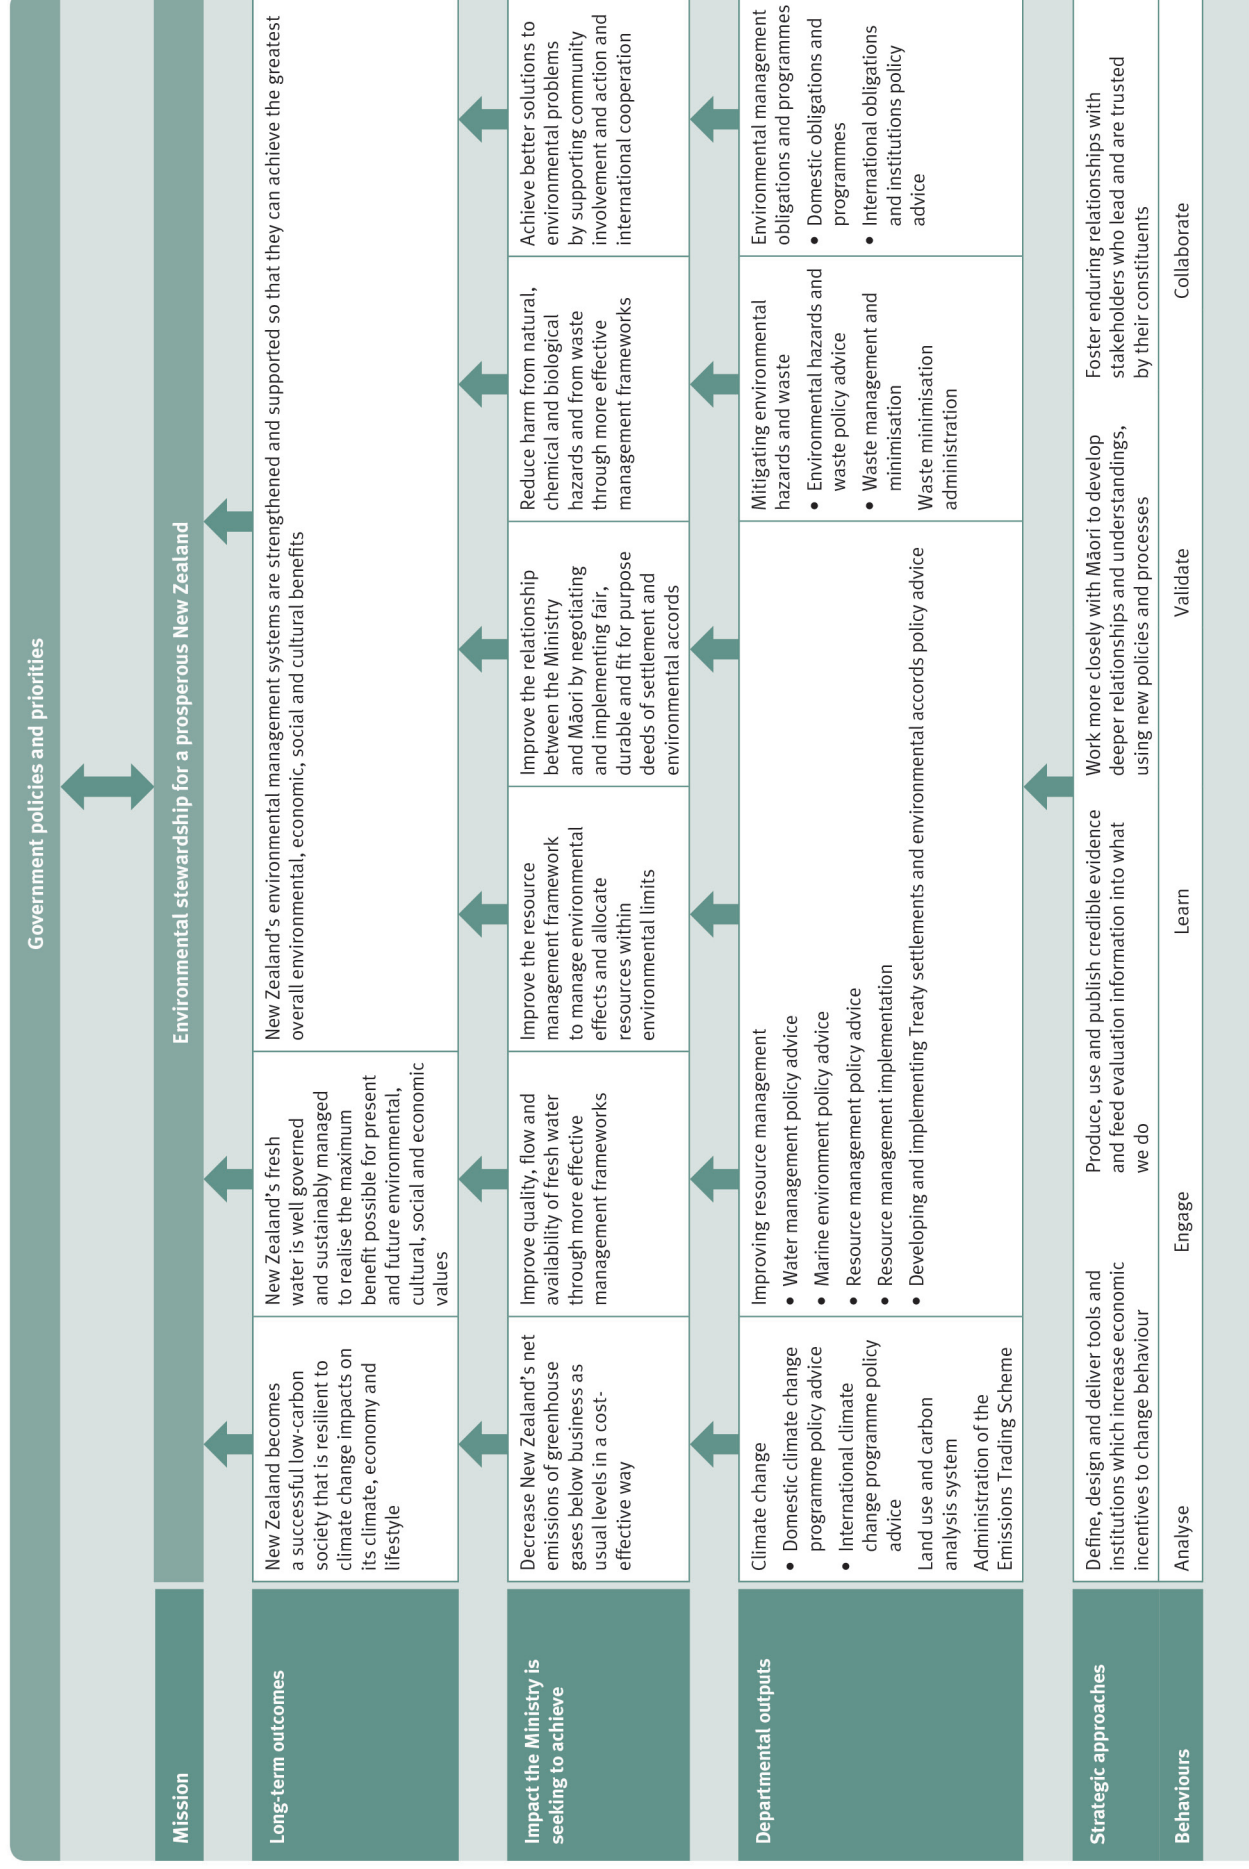 Government policies and priorities
Mission
Environmental stewardship for a prosperous New Zealand
Long-term outcomes
New Zealand becomes
a successful low-carbon
society that is resilient to
climate change impacts on
its climate, economy and
lifestyle
New Zealand’s fresh
water is well governed
and sustainably managed
to realise the maximum
benefit possible for present
and future environmental,
cultural, social and economic
values
New Zealand’s environmental management systems are strengthened and supported so that they can achieve the greatest
overall environmental, economic, social and cultural benefits
Impact the Ministry is
seeking to achieve
Decrease New Zealand’s net
emissions of greenhouse
gases below business as
usual levels in a cost-
effective way
Improve quality, flow and
availability of fresh water
through more effective
management frameworks
Improve the resource
management framework
to manage environmental
effects and allocate
resources within
environmental limits
Improve the relationship
between the Ministry
and Māori by negotiating
and implementing fair,
durable and fit for purpose
deeds of settlement and
environmental accords
Reduce harm from natural,
chemical and biological
hazards and from waste
through more effective
management frameworks
Achieve better solutions to
environmental problems
by supporting community
involvement and action and
international cooperation
Departmental outputs
Climate change
• Domestic climate change
programme policy advice
• International climate
change programme policy
advice
Land use and carbon
analysis system
Administration of the
Emissions Trading Scheme
Improving resource management
• Water management policy advice
• Marine environment policy advice
• Resource management policy advice
• Resource management implementation
• Developing and implementing Treaty settlements and environmental accords policy advice
Mitigating environmental
hazards and waste
• Environmental hazards and
waste policy advice
• Waste management and
minimisation
Waste minimisation
administration
Environmental management
obligations and programmes
• Domestic obligations and
programmes
• International obligations
and institutions policy
advice
Strategic approaches
Define, design and deliver tools and
institutions which increase economic
incentives to change behaviour
Produce, use and publish credible evidence
and feed evaluation information into what
we do
Work more closely with Māori to develop
deeper relationships and understandings,
using new policies and processes
Foster enduring relationships with
stakeholders who lead and are trusted
by their constituents
Behaviours
Analyse
Engage
Learn
Validate
Collaborate